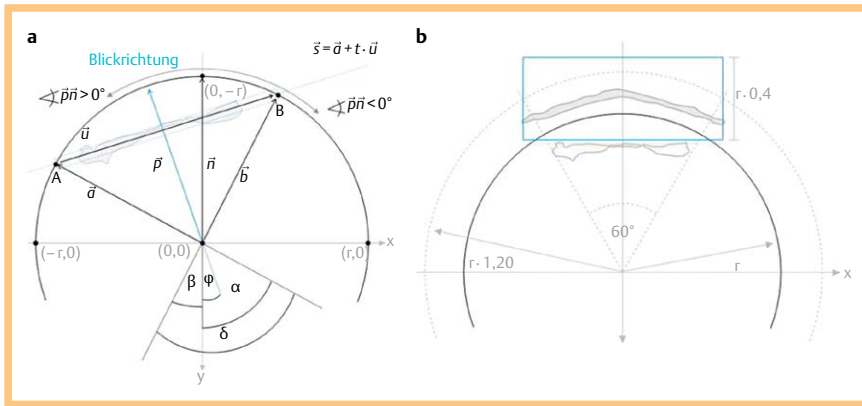 a
Blickrichtung
s⃗ = a⃗ + t · u⃗
∢p⃗n⃗>0°
(0, – r)
B
∢p⃗n⃗<0°
u⃗
A
a⃗
p⃗
n⃗
b⃗
(– r,0)
(0,0)
(r,0)
x
β
φ
α
δ
y
b
r · 0,4
60°
r · 1,20
r
x